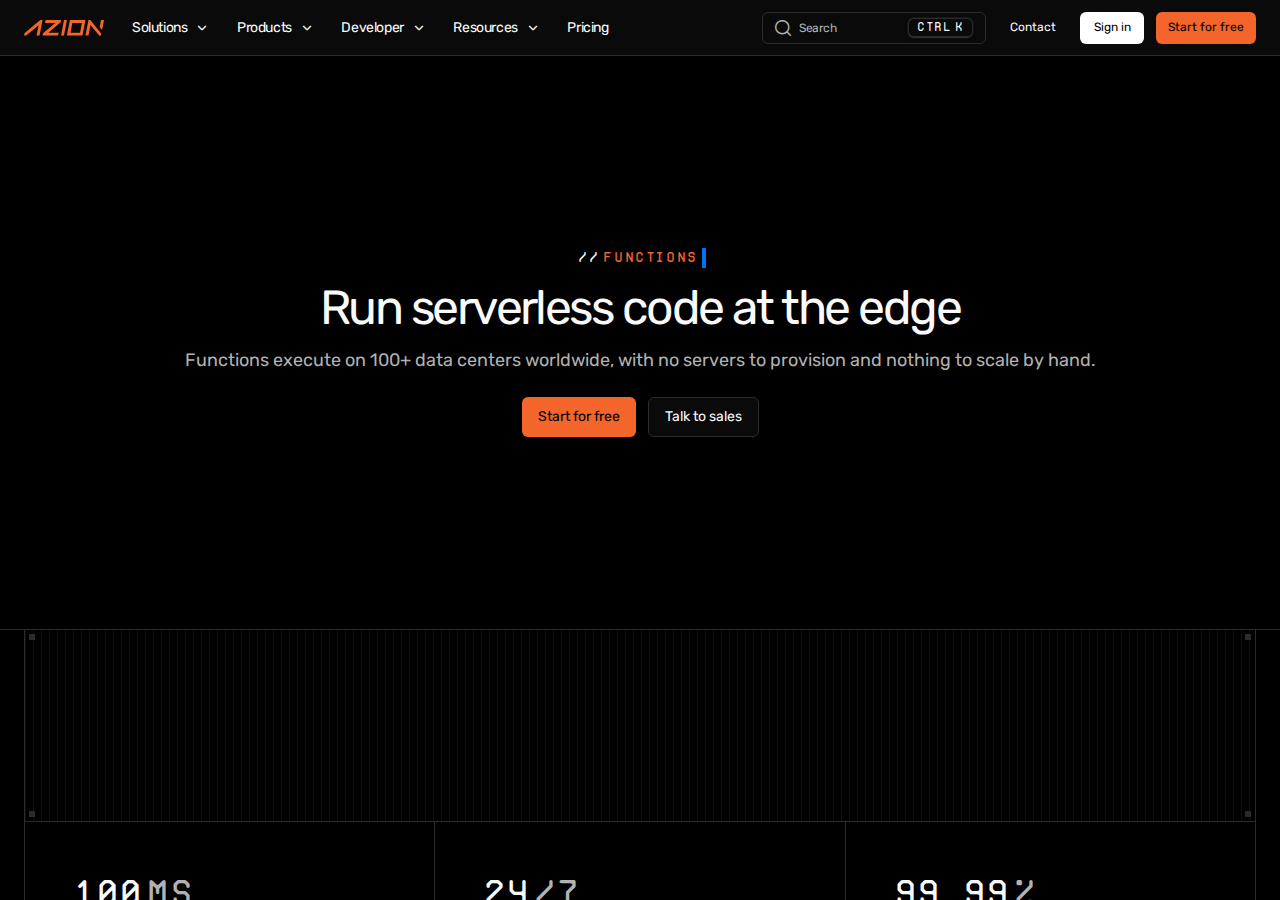 AZION
Solutions Products Developer Resources Pricing Search CTRL K Contact Sign in Start for free
// FUNCTIONS
Run serverless code at the edge
Functions execute on 100+ data centers worldwide, with no servers to provision and nothing to scale by hand.
Start for free Talk to sales
100MS 24/7 99.99%